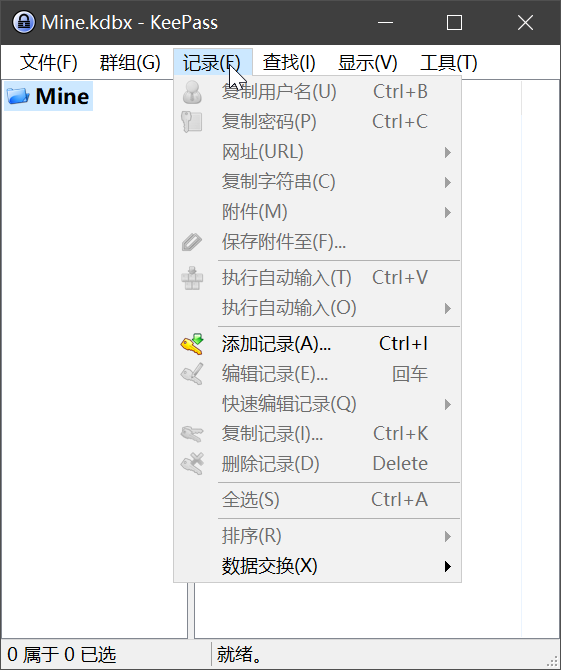 Mine.kdbx - KeePass
文件(F) 群组(G) 记录(E) 查找(I) 显示(V) 工具(T)
Mine
复制用户名(U) Ctrl+B
复制密码(P) Ctrl+C
网址(URL)
复制字符串(C)
附件(M)
保存附件至(F)...
执行自动输入(T) Ctrl+V
执行自动输入(O)
添加记录(A)... Ctrl+I
编辑记录(E)... 回车
快速编辑记录(Q)
复制记录(I)... Ctrl+K
删除记录(D) Delete
全选(S) Ctrl+A
排序(R)
数据交换(X)
0 属于 0 已选 就绪。